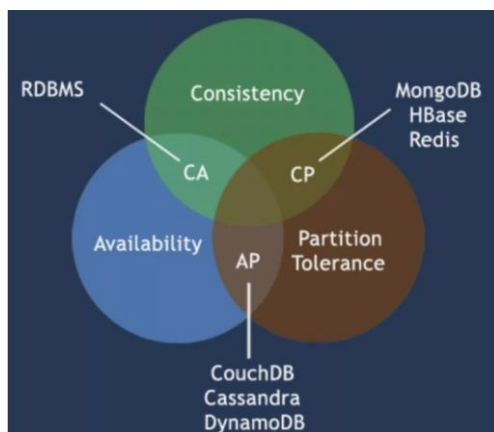 RDBMS
Consistency
MongoDB
HBase
Redis
CA
CP
Availability
Partition
Tolerance
AP
CouchDB
Cassandra
DynamoDB